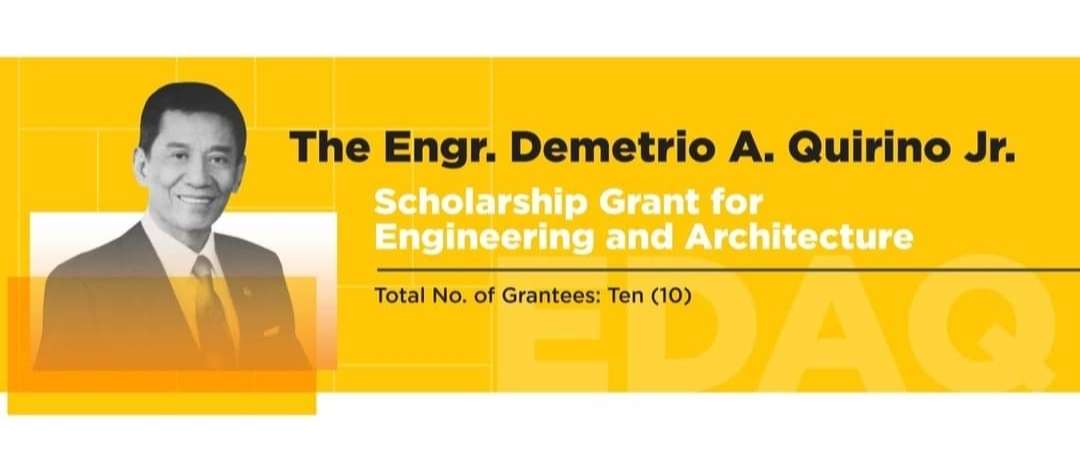 The Engr. Demetrio A. Quirino Jr.
Scholarship Grant for
Engineering and Architecture
Total No. of Grantees: Ten (10)
EDAQ